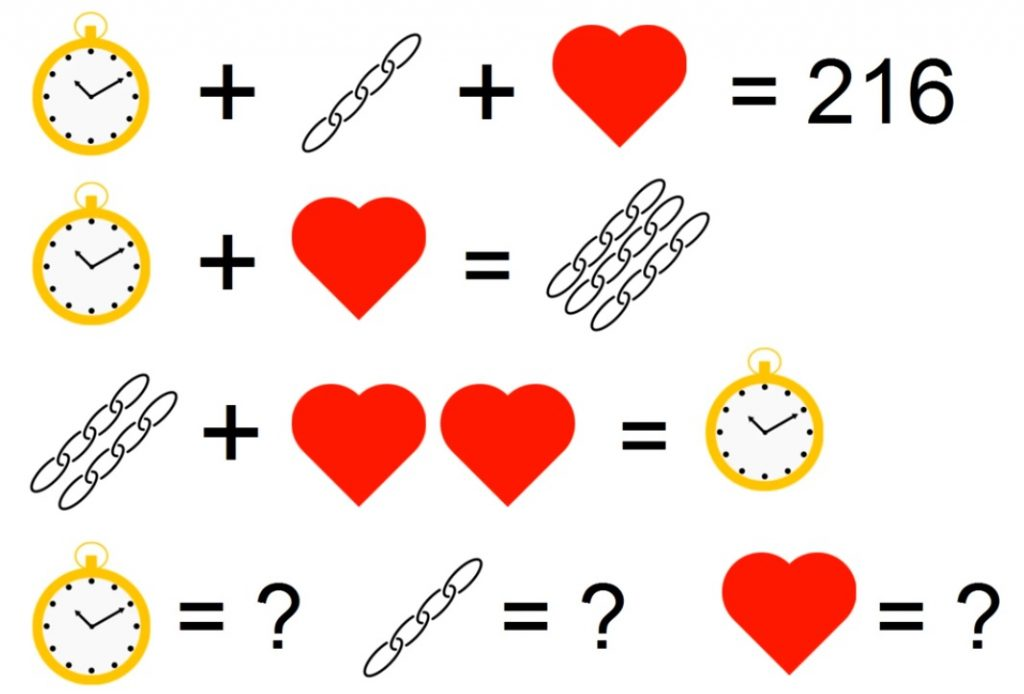 + + = 216
+ =
+ =
= ? = ? = ?